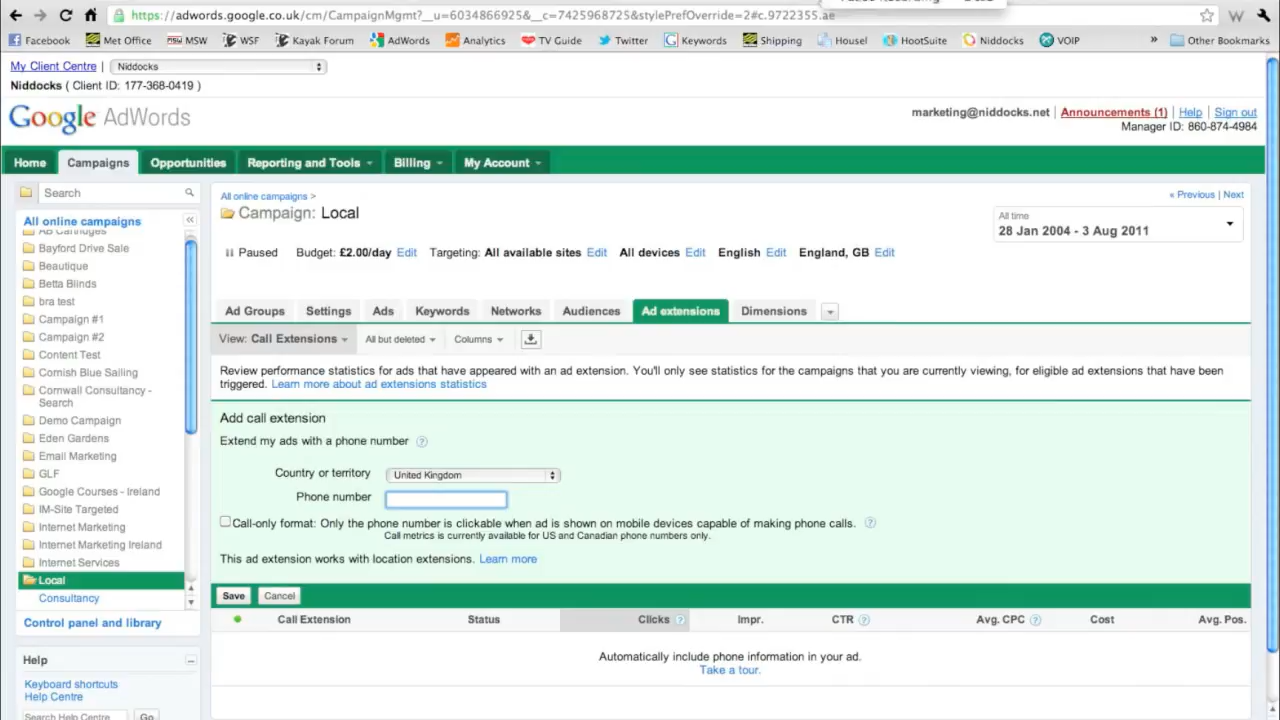 https://adwords.google.co.uk/cm/CampaignMgmt?__u=6034866925&__c=7425968725&stylePrefOverride=2#c.9722355.ae
Facebook Met Office MSW WSF Kayak Forum AdWords Analytics TV Guide Twitter Keywords Shipping Housel HootSuite Niddocks VOIP » Other Bookmarks
My Client Centre | Niddocks
Niddocks ( Client ID: 177-368-0419 )
Google AdWords
marketing@niddocks.net | Announcements (1) | Help | Sign out
Manager ID: 860-874-4984
Home Campaigns Opportunities Reporting and Tools Billing My Account
Search
All online campaigns
AB Cartridges
Bayford Drive Sale
Beautique
Betta Blinds
bra test
Campaign #1
Campaign #2
Content Test
Cornish Blue Sailing
Cornwall Consultancy -
Search
Demo Campaign
Eden Gardens
Email Marketing
GLF
Google Courses - Ireland
IM-Site Targeted
Internet Marketing
Internet Marketing Ireland
Internet Services
Local
Consultancy
Control panel and library
Help
Keyboard shortcuts
Help Centre
Search Help Centre Go
All online campaigns >
Campaign: Local
« Previous | Next
All time
28 Jan 2004 - 3 Aug 2011
Paused Budget: £2.00/day Edit Targeting: All available sites Edit All devices Edit English Edit England, GB Edit
Ad Groups Settings Ads Keywords Networks Audiences Ad extensions Dimensions
View: Call Extensions All but deleted Columns
Review performance statistics for ads that have appeared with an ad extension. You'll only see statistics for the campaigns that you are currently viewing, for eligible ad extensions that have been
triggered. Learn more about ad extensions statistics
Add call extension
Extend my ads with a phone number ?
Country or territory United Kingdom
Phone number
Call-only format: Only the phone number is clickable when ad is shown on mobile devices capable of making phone calls. ?
Call metrics is currently available for US and Canadian phone numbers only.
This ad extension works with location extensions. Learn more
Save Cancel
Call Extension Status Clicks ? Impr. CTR ? Avg. CPC ? Cost Avg. Pos.
Automatically include phone information in your ad.
Take a tour.